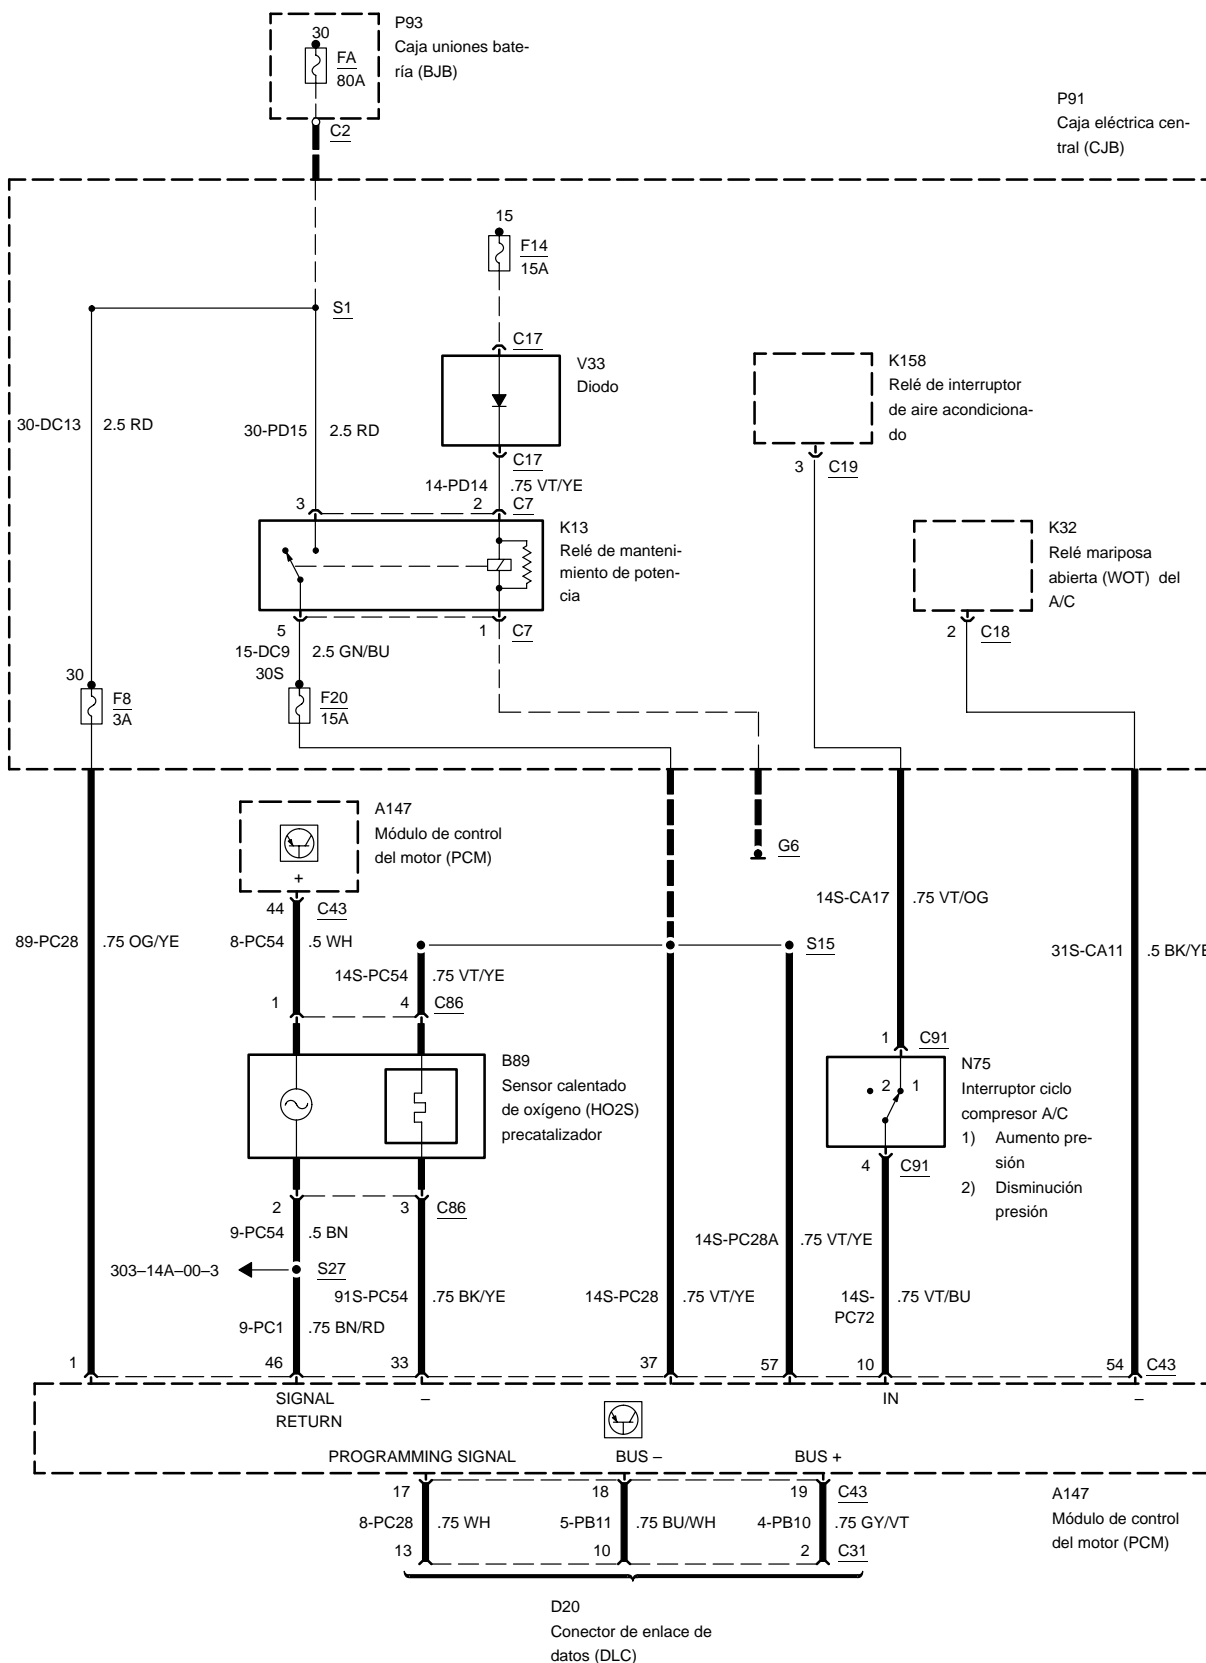 30
FA
80A
P93
Caja uniones bate-
ría (BJB)
C2
P91
Caja eléctrica cen-
tral (CJB)
15
F14
15A
S1
C17
V33
Diodo
C17
30-DC13
2.5 RD
30-PD15
2.5 RD
14-PD14
.75 VT/YE
K158
Relé de interruptor
de aire acondiciona-
do
3
C19
3
2
C7
K13
Relé de manteni-
miento de poten-
cia
K32
Relé mariposa
abierta (WOT) del
A/C
2
C18
5
1
C7
15-DC9
2.5 GN/BU
30S
30
F8
3A
F20
15A
A147
Módulo de control
del motor (PCM)
+
44
C43
G6
89-PC28
.75 OG/YE
8-PC54
.5 WH
14S-CA17
.75 VT/OG
S15
31S-CA11
.5 BK/YE
14S-PC54
.75 VT/YE
1
4
C86
1
C91
B89
Sensor calentado
de oxígeno (HO2S)
precatalizador
2
1
N75
Interruptor ciclo
compresor A/C
1) Aumento pre-
sión
2) Disminución
presión
4
C91
2
3
C86
9-PC54
.5 BN
303–14A–00–3
S27
14S-PC28A
.75 VT/YE
91S-PC54
.75 BK/YE
14S-PC28
.75 VT/YE
14S-
PC72
.75 VT/BU
9-PC1
.75 BN/RD
1
46
33
37
57
10
54
C43
SIGNAL
RETURN
–
IN
–
PROGRAMMING SIGNAL
BUS –
BUS +
17
18
19
C43
8-PC28
.75 WH
5-PB11
.75 BU/WH
4-PB10
.75 GY/VT
13
10
2
C31
A147
Módulo de control
del motor (PCM)
D20
Conector de enlace de
datos (DLC)